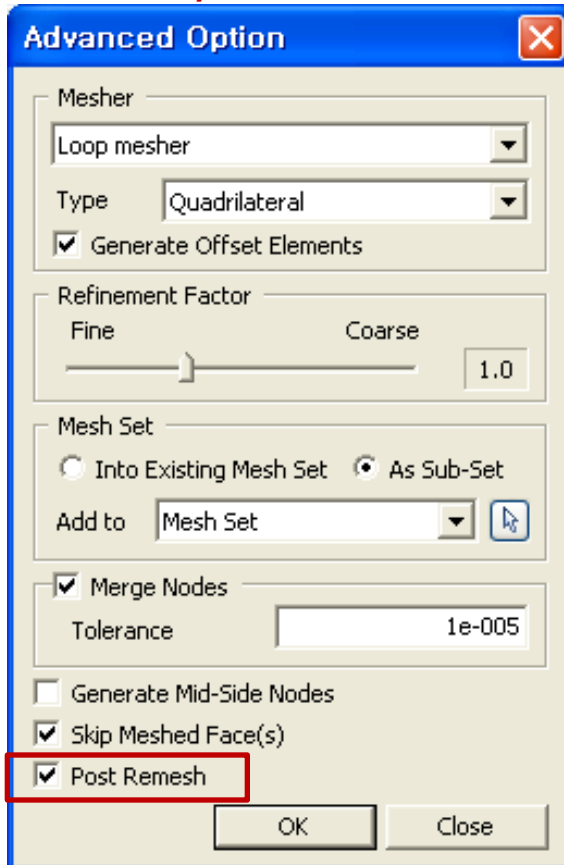 Advanced Option
Mesher
Loop mesher
Type Quadrilateral
Generate Offset Elements
Refinement Factor
Fine Coarse
1.0
Mesh Set
Into Existing Mesh Set As Sub-Set
Add to Mesh Set
Merge Nodes
Tolerance 1e-005
Generate Mid-Side Nodes
Skip Meshed Face(s)
Post Remesh
OK Close